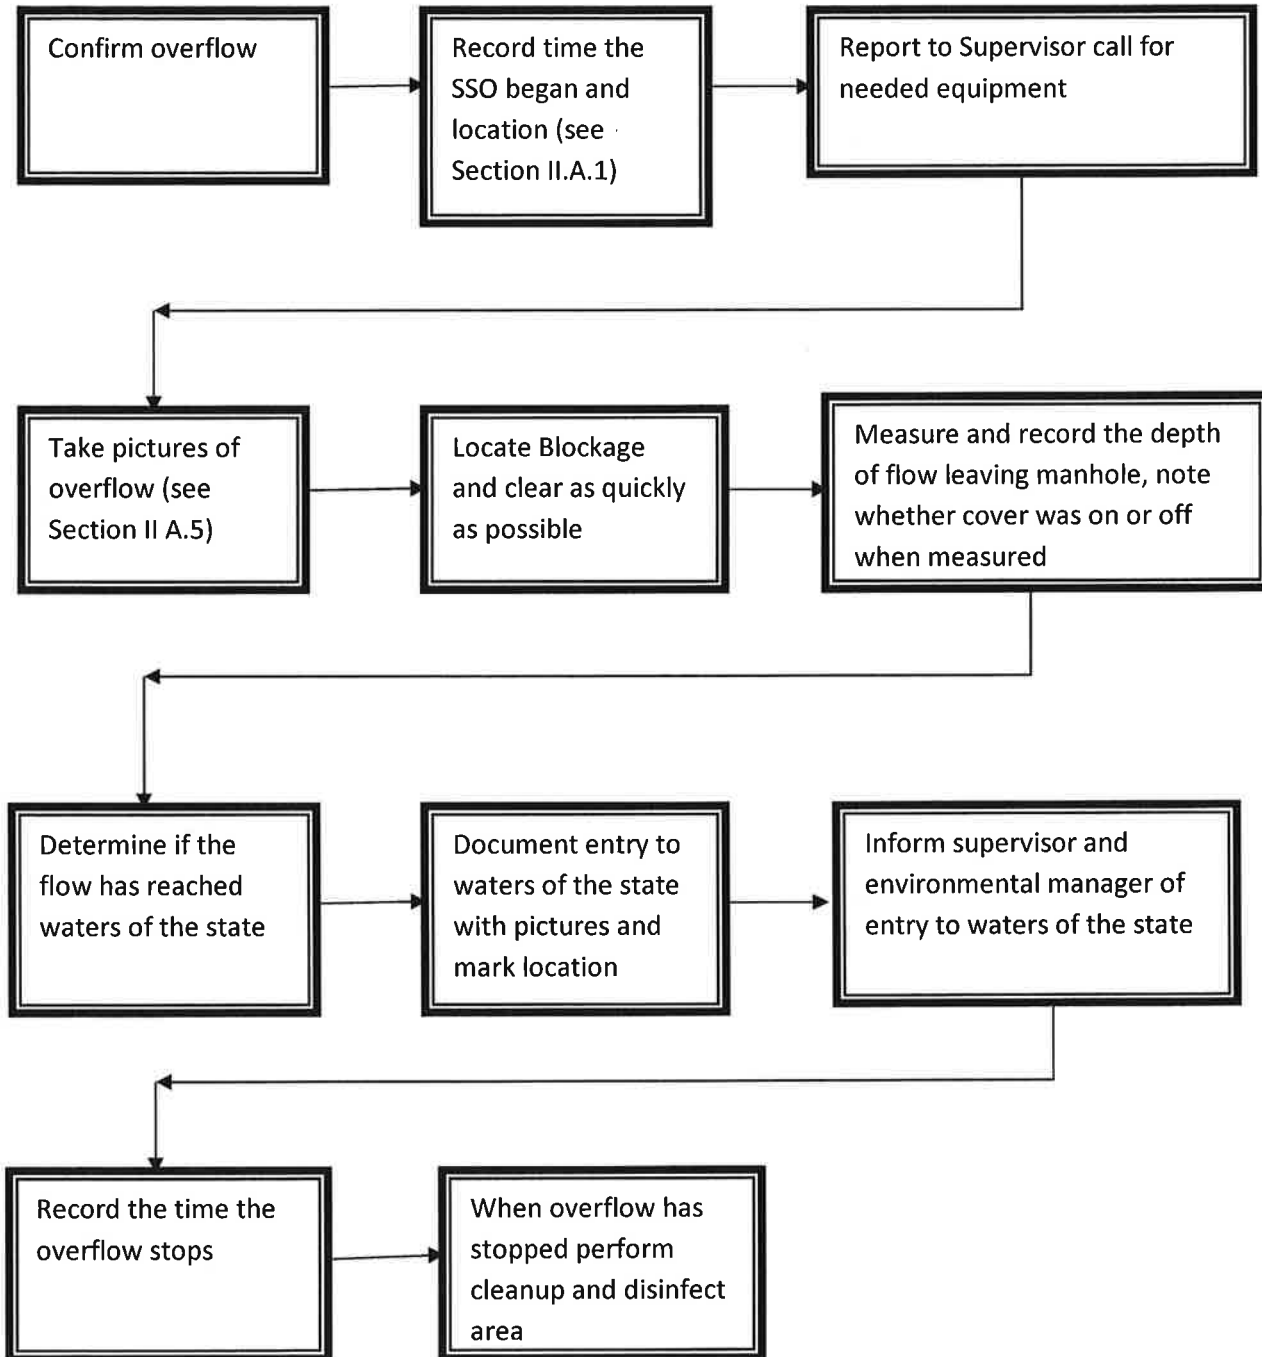 Confirm overflow
Record time the
SSO began and
location (see
Section II.A.1)
Report to Supervisor call for
needed equipment
Take pictures of
overflow (see
Section II A.5)
Locate Blockage
and clear as quickly
as possible
Measure and record the depth
of flow leaving manhole, note
whether cover was on or off
when measured
Determine if the
flow has reached
waters of the state
Document entry to
waters of the state
with pictures and
mark location
Inform supervisor and
environmental manager of
entry to waters of the state
Record the time the
overflow stops
When overflow has
stopped perform
cleanup and disinfect
area